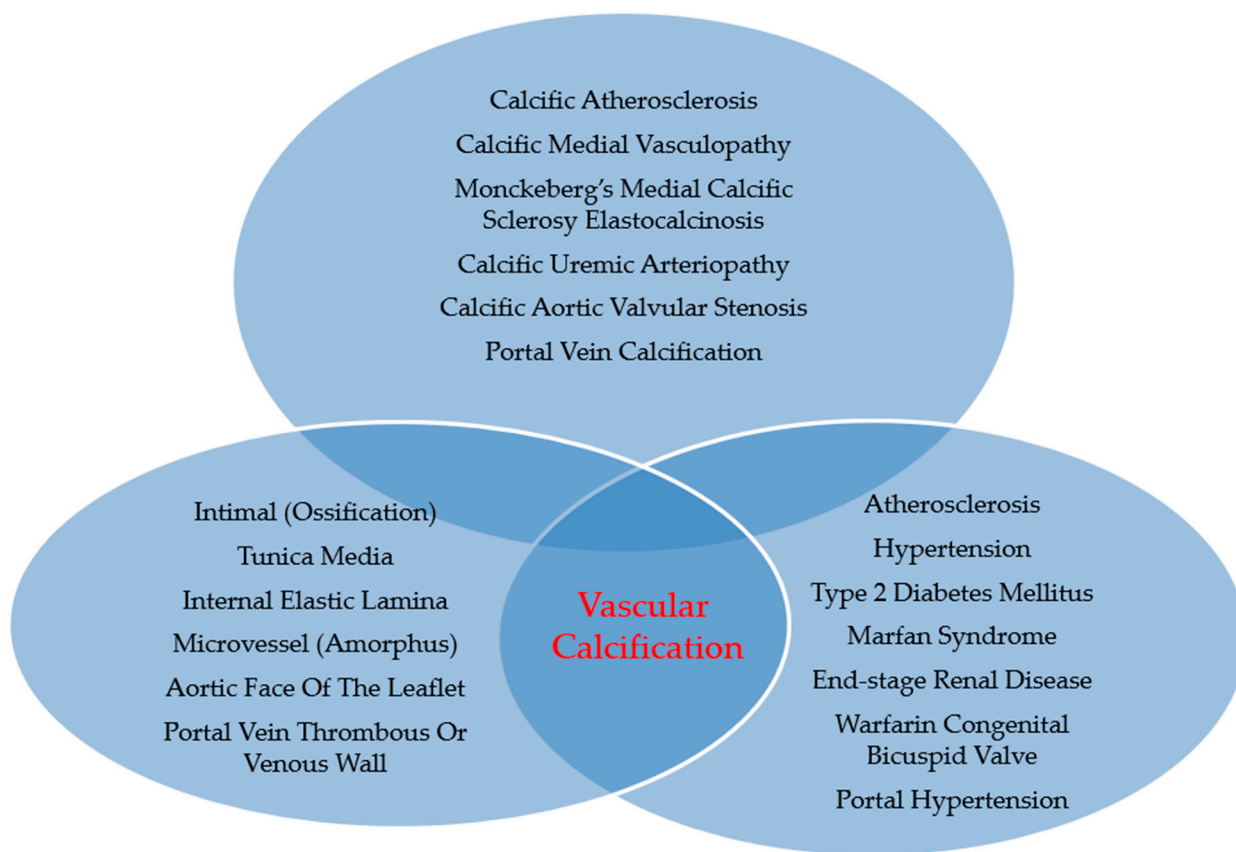 Calcific Atherosclerosis
Calcific Medial Vasculopathy
Monckeberg's Medial Calcific
Sclerosy Elastocalcinosis
Calcific Uremic Arteriopathy
Calcific Aortic Valvular Stenosis
Portal Vein Calcification
Intimal (Ossification)
Tunica Media
Internal Elastic Lamina
Microvessel (Amorphus)
Aortic Face Of The Leaflet
Portal Vein Thrombous Or
Venous Wall
Vascular
Calcification
Atherosclerosis
Hypertension
Type 2 Diabetes Mellitus
Marfan Syndrome
End-stage Renal Disease
Warfarin Congenital
Bicuspid Valve
Portal Hypertension